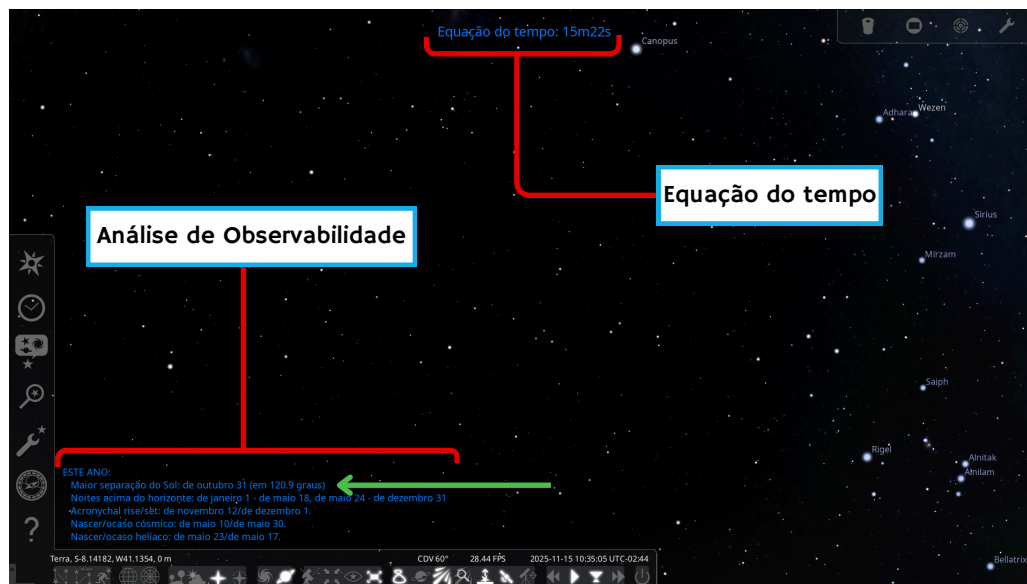 Equação do tempo: 15m22s
Canopus
Adhara
Wezen
Equação do tempo
Sirius
Análise de Observabilidade
Mirzam
Saiph
Rigel
Alnitak
Alnilam
ESTE ANO:
Maior separação do Sol: de outubro 31 (em 120.9 graus)
Noites acima do horizonte: de janeiro 1 - de maio 18, de maio 24 - de dezembro 31
Acronychal rise/set: de novembro 12/de dezembro 1.
Nascer/ocaso cósmico: de maio 10/de maio 30.
Nascer/ocaso helíaco: de maio 23/de maio 17.
Terra, S-8.14182, W41.1354, 0 m
CDV 60°
28.44 FPS
2025-11-15 10:35:05 UTC-02:44
Bellatrix